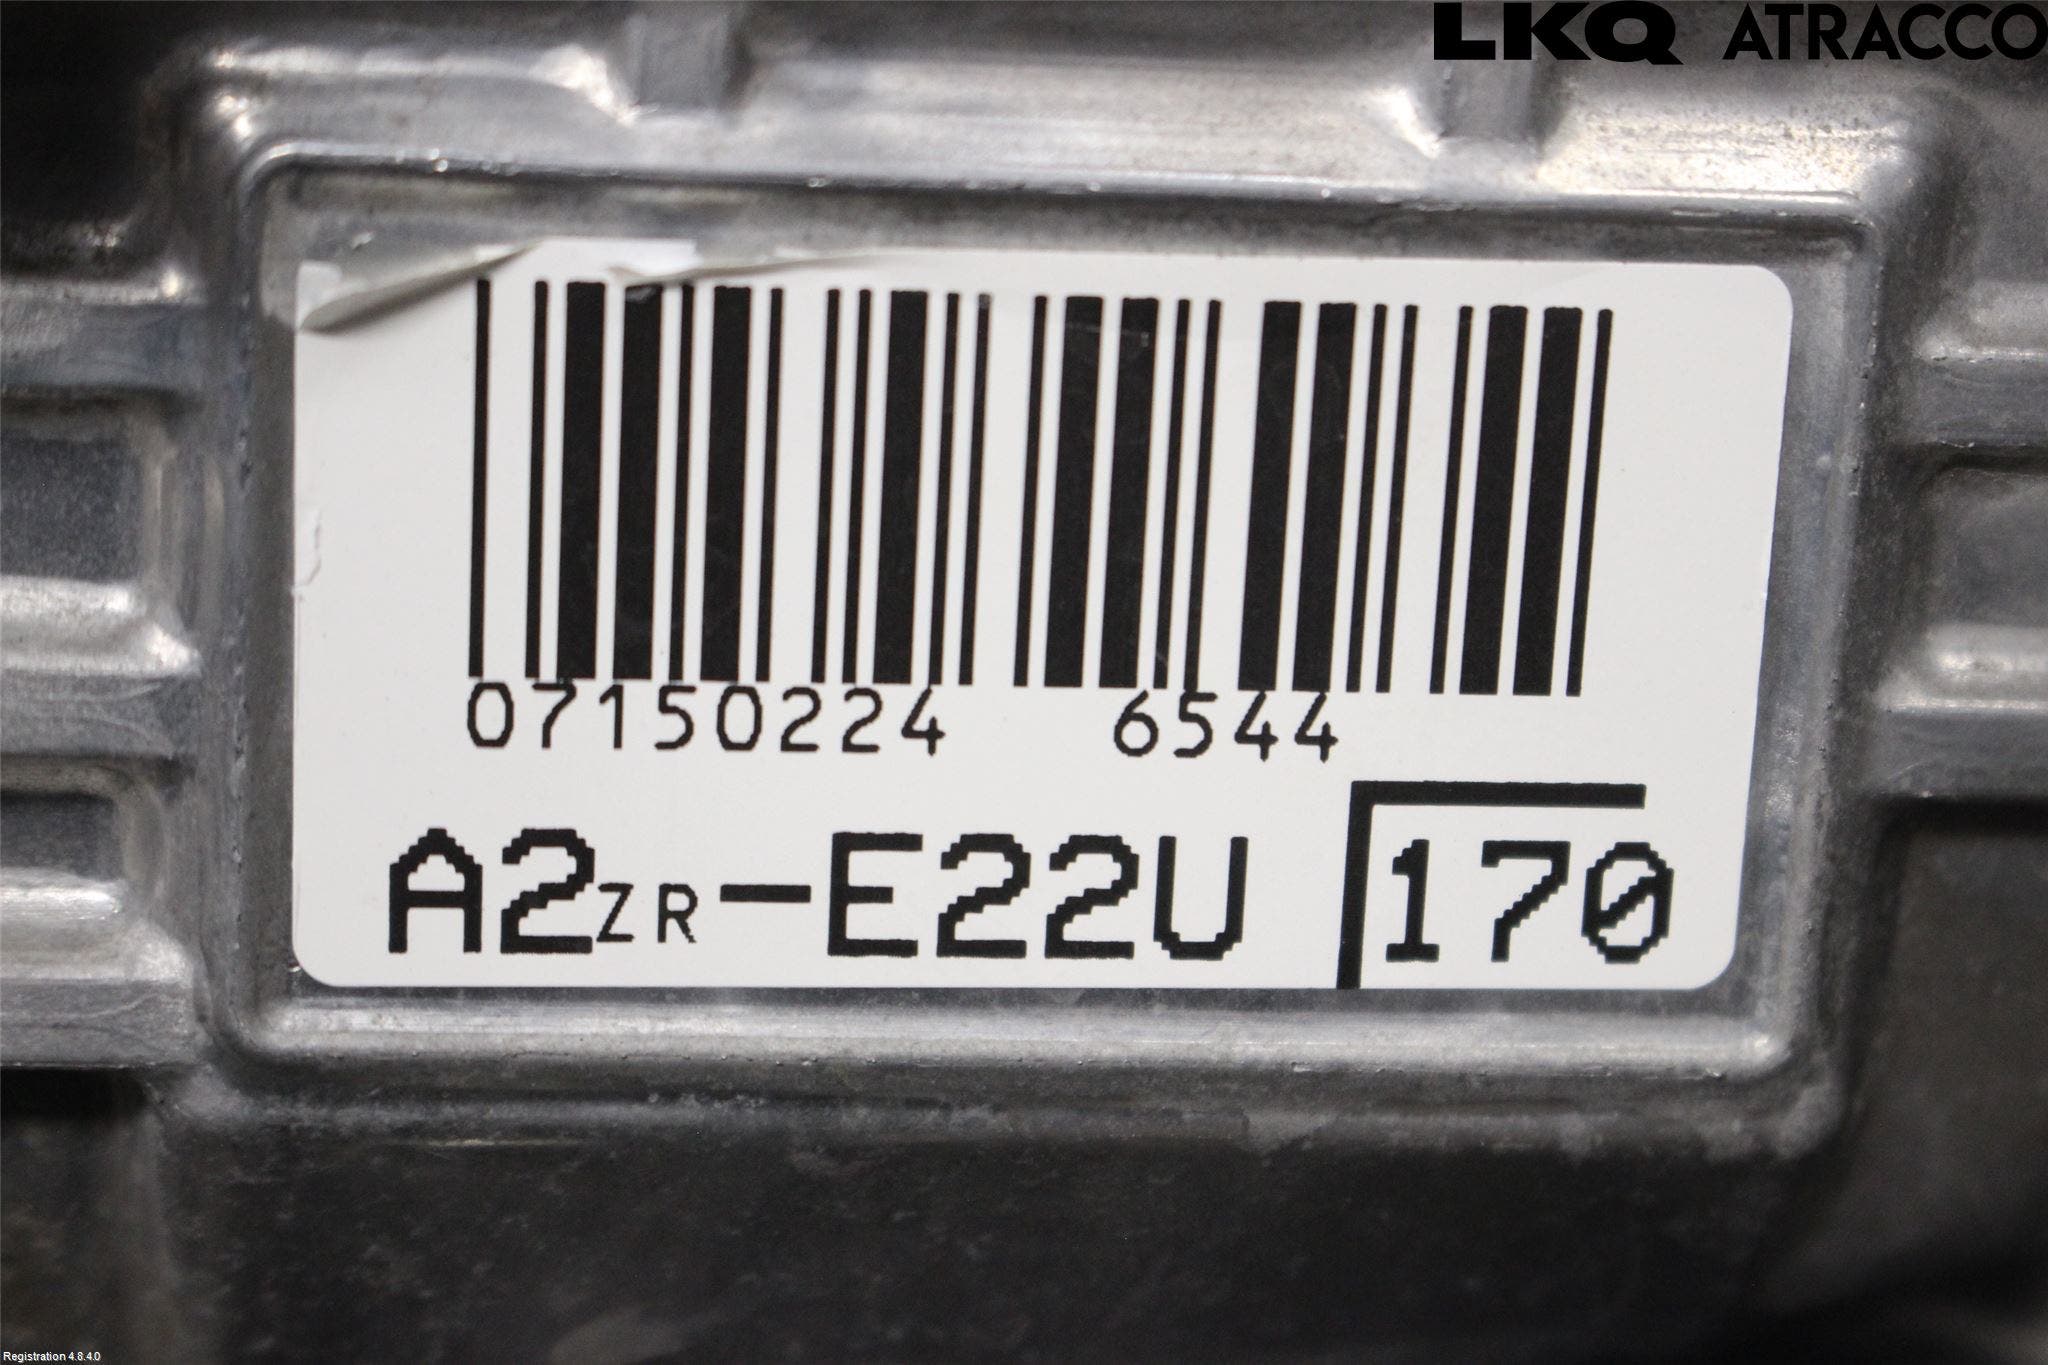 LKQ ATRACCO
07150224 6544
A2ZR-E22U 170
Registration 4.8.4.0